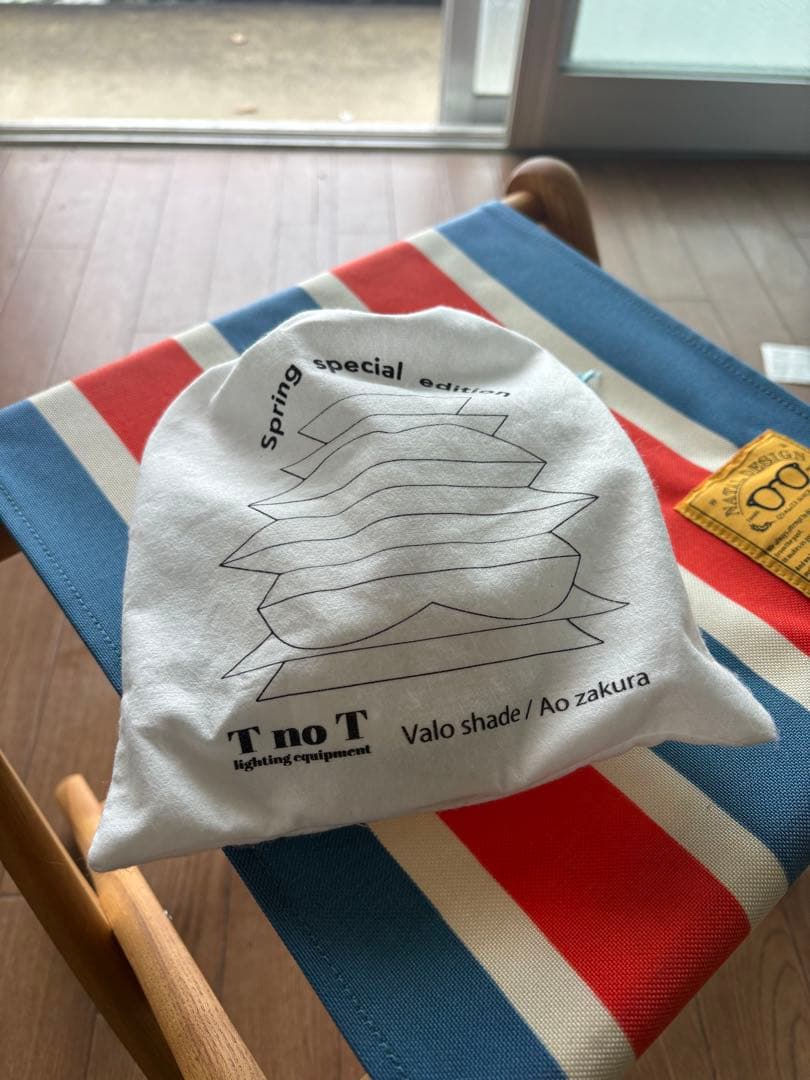 Spring special edition
T no T
lighting equipment
Valo shade / Ao zakura